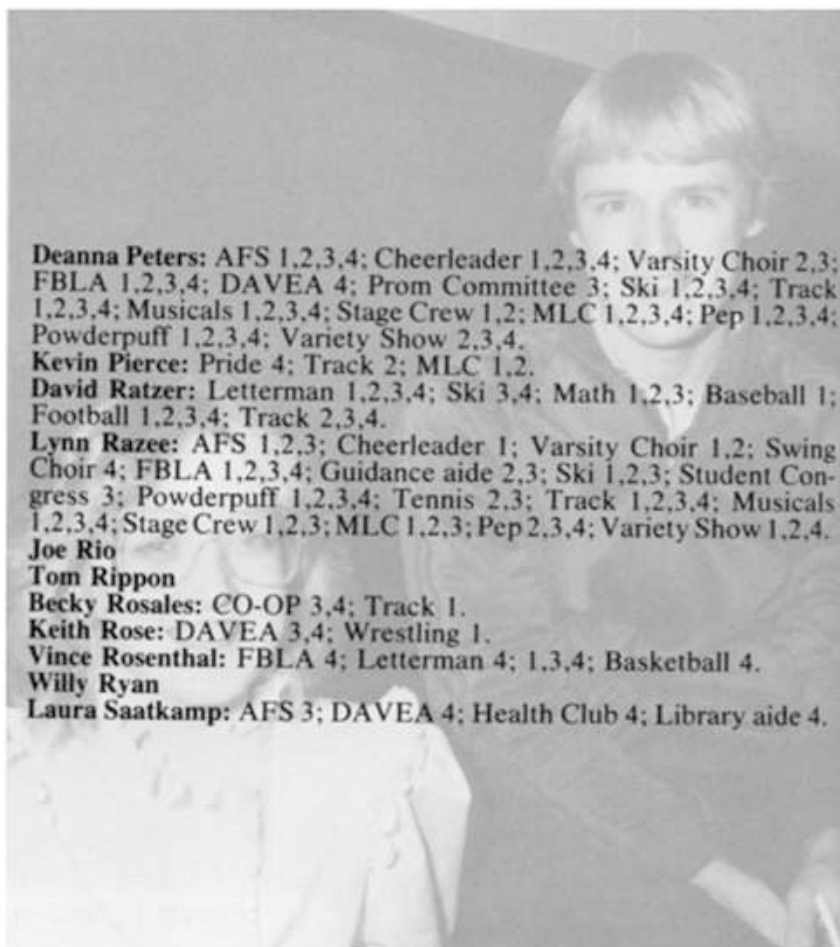 Deanna Peters: AFS 1,2,3,4; Cheerleader 1,2,3,4; Varsity Choir 2,3;
FBLA 1,2,3,4; DAVEA 4; Prom Committee 3; Ski 1,2,3,4; Track
1,2,3,4; Musicals 1,2,3,4; Stage Crew 1,2; MLC 1,2,3,4; Pep 1,2,3,4;
Powderpuff 1,2,3,4; Variety Show 2,3,4.
Kevin Pierce: Pride 4; Track 2; MLC 1,2.
David Ratzer: Letterman 1,2,3,4; Ski 3,4; Math 1,2,3; Baseball 1;
Football 1,2,3,4; Track 2,3,4.
Lynn Razee: AFS 1,2,3; Cheerleader 1; Varsity Choir 1,2; Swing
Choir 4; FBLA 1,2,3,4; Guidance aide 2,3; Ski 1,2,3; Student Con-
gress 3; Powderpuff 1,2,3,4; Tennis 2,3; Track 1,2,3,4; Musicals
1,2,3,4; Stage Crew 1,2,3; MLC 1,2,3; Pep 2,3,4; Variety Show 1,2,4.
Joe Rio
Tom Rippon
Becky Rosales: CO-OP 3,4; Track 1.
Keith Rose: DAVEA 3,4; Wrestling 1.
Vince Rosenthal: FBLA 4; Letterman 4; 1,3,4; Basketball 4.
Willy Ryan
Laura Saatkamp: AFS 3; DAVEA 4; Health Club 4; Library aide 4.